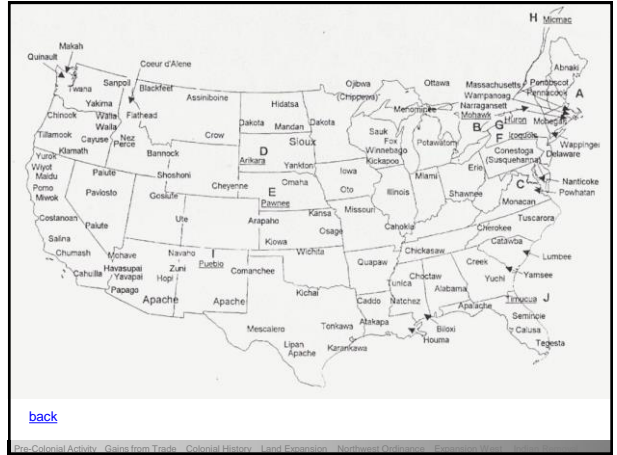 H Micmac
Makah
Quinault
Coeur d'Alene
Abnaki
Twana
Sanpoil
Blackfeet
Assiniboine
Ojibwa
(Chippewa)
Ottawa
Massachusetts
Penobscot
Pennacook
A
Wampanoag
Narragansett
Yakima
Hidatsa
Menominee
Mohawk
Huron
Mohegan
Chinook
Walla
Walla
Cayuse
Nez
Perce
Flathead
Crow
Dakota
Mandan
Dakota
Sioux
Sauk
Fox
Winnebago
Kickapoo
Potawatomi
B
G
F
Iroquois
Wappinger
Tillamook
Klamath
Bannock
D
Arikara
Yankton
Erie
Conestoga
(Susquehanna)
Delaware
Yurok
Wiyot
Maidu
Paiute
Shoshoni
Cheyenne
E
Omaha
Iowa
Miami
Nanticoke
Pomo
Miwok
Paviosto
Gosiute
Pawnee
Oto
Illinois
Shawnee
C
Powhatan
Monacan
Costanoan
Paiute
Ute
Arapaho
Kansa
Missouri
Osage
Cahokia
Tuscarora
Cherokee
Salina
Kiowa
Catawba
Chumash
Mohave
Navaho
I
Wichita
Chickasaw
Lumbee
Cahuilla
Havasupai
Yavapai
Zuni
Hopi
Pueblo
Comanchee
Quapaw
Creek
Yamsee
Papago
Kichai
Tunica
Choctaw
Yuchi
Apache
Apache
Caddo
Natchez
Alabama
Apalache
Timucua
J
Mescalero
Tonkawa
Atakapa
Biloxi
Seminole
Lipan
Apache
Karankawa
Houma
Calusa
Tegesta
back
Pre-Colonial Activity Gains from Trade Colonial History Land Expansion Northwest Ordinance Expansion West